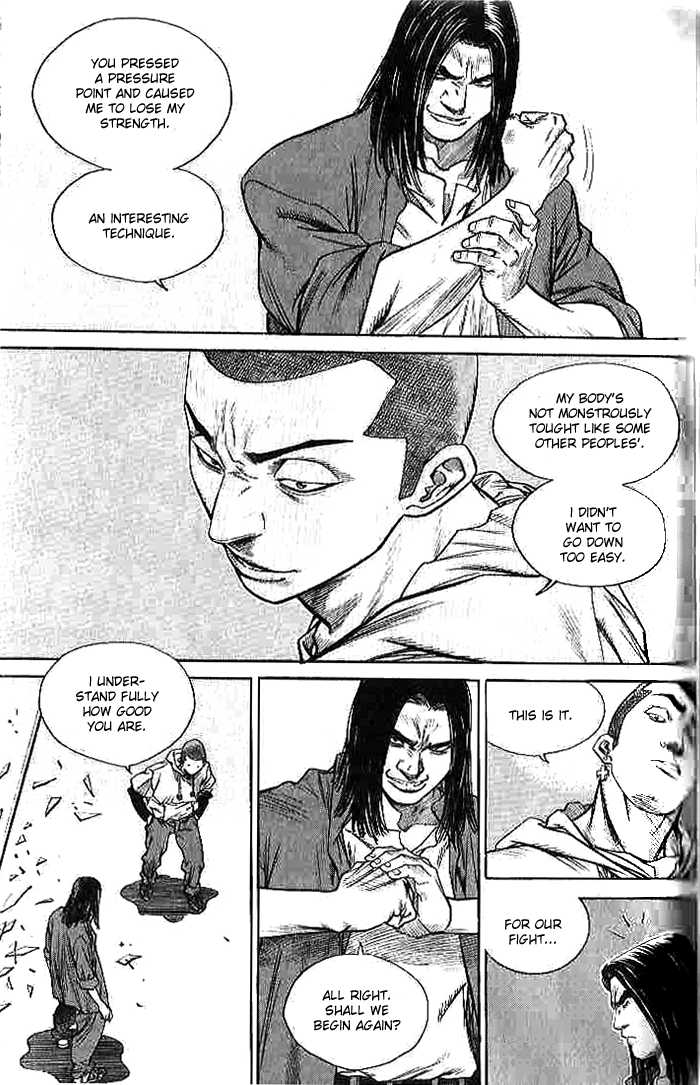 YOU PRESSED
A PRESSURE
POINT AND CAUSED
ME TO LOSE MY
STRENGTH.
AN INTERESTING
TECHNIQUE.
MY BODY'S
NOT MONSTROUSLY
TOUGHT LIKE SOME
OTHER PEOPLES'.
I DIDN'T
WANT TO
GO DOWN
TOO EASY.
I UNDER-
STAND FULLY
HOW GOOD
YOU ARE.
ALL RIGHT.
SHALL WE
BEGIN AGAIN?
THIS IS IT.
FOR OUR
FIGHT...